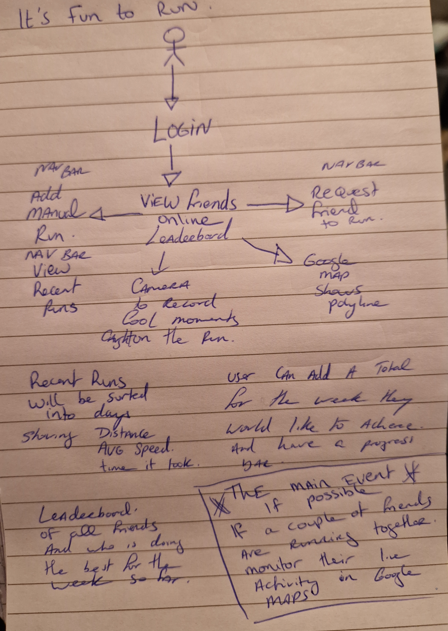 It's Fun to Run.
LOGIN
NAV BAR
Add
MANUAL
Run.
NAV BAR
View
Recent
Runs
VIEW friends
online
Leaderbord
NAV BAR
Request
friend
to Run.
Google
map
Shows
polyline
CAMERA
to Record
Cool moments
on the Run.
Recent Runs
will be sorted
into days
showing Distance
AVG Speed.
time it took.
User CAN Add A Total
for the week they
would like to Achieve.
And have a progress
bar.
Leaderbord.
of all friends
And who is doing
the best for the
week so far.
THE MAIN EVENT
If possible
If a couple of friends
Are Running together
monitor their live
Activity on Google
MAPS